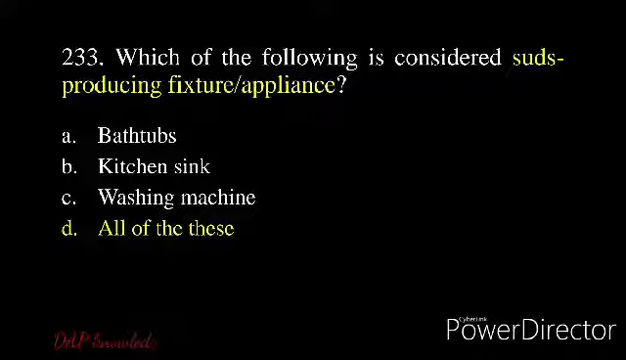 233. Which of the following is considered suds-
producing fixture/appliance?
a. Bathtubs
b. Kitchen sink
c. Washing machine
d. All of the these
CyberLink
PowerDirector